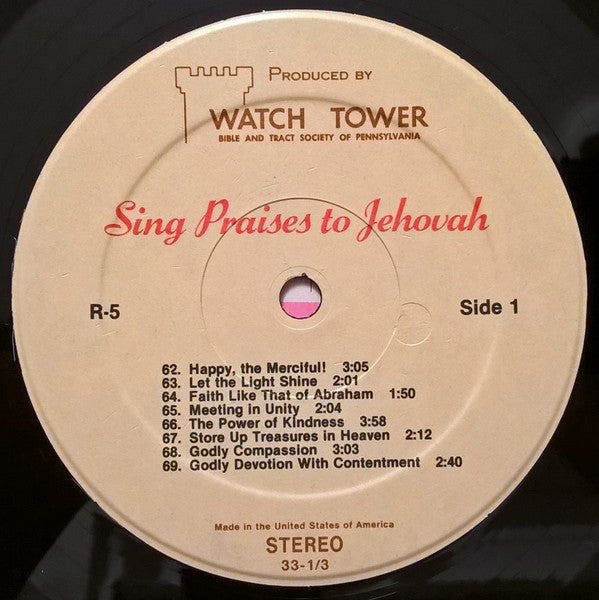 PRODUCED BY
WATCH TOWER
BIBLE AND TRACT SOCIETY OF PENNSYLVANIA
Sing Praises to Jehovah
R-5
Side 1
62. Happy, the Merciful! 3:05
63. Let the Light Shine 2:01
64. Faith Like That of Abraham 1:50
65. Meeting in Unity 2:04
66. The Power of Kindness 3:58
67. Store Up Treasures in Heaven 2:12
68. Godly Compassion 3:03
69. Godly Devotion With Contentment 2:40
Made in the United States of America
STEREO
33-1/3